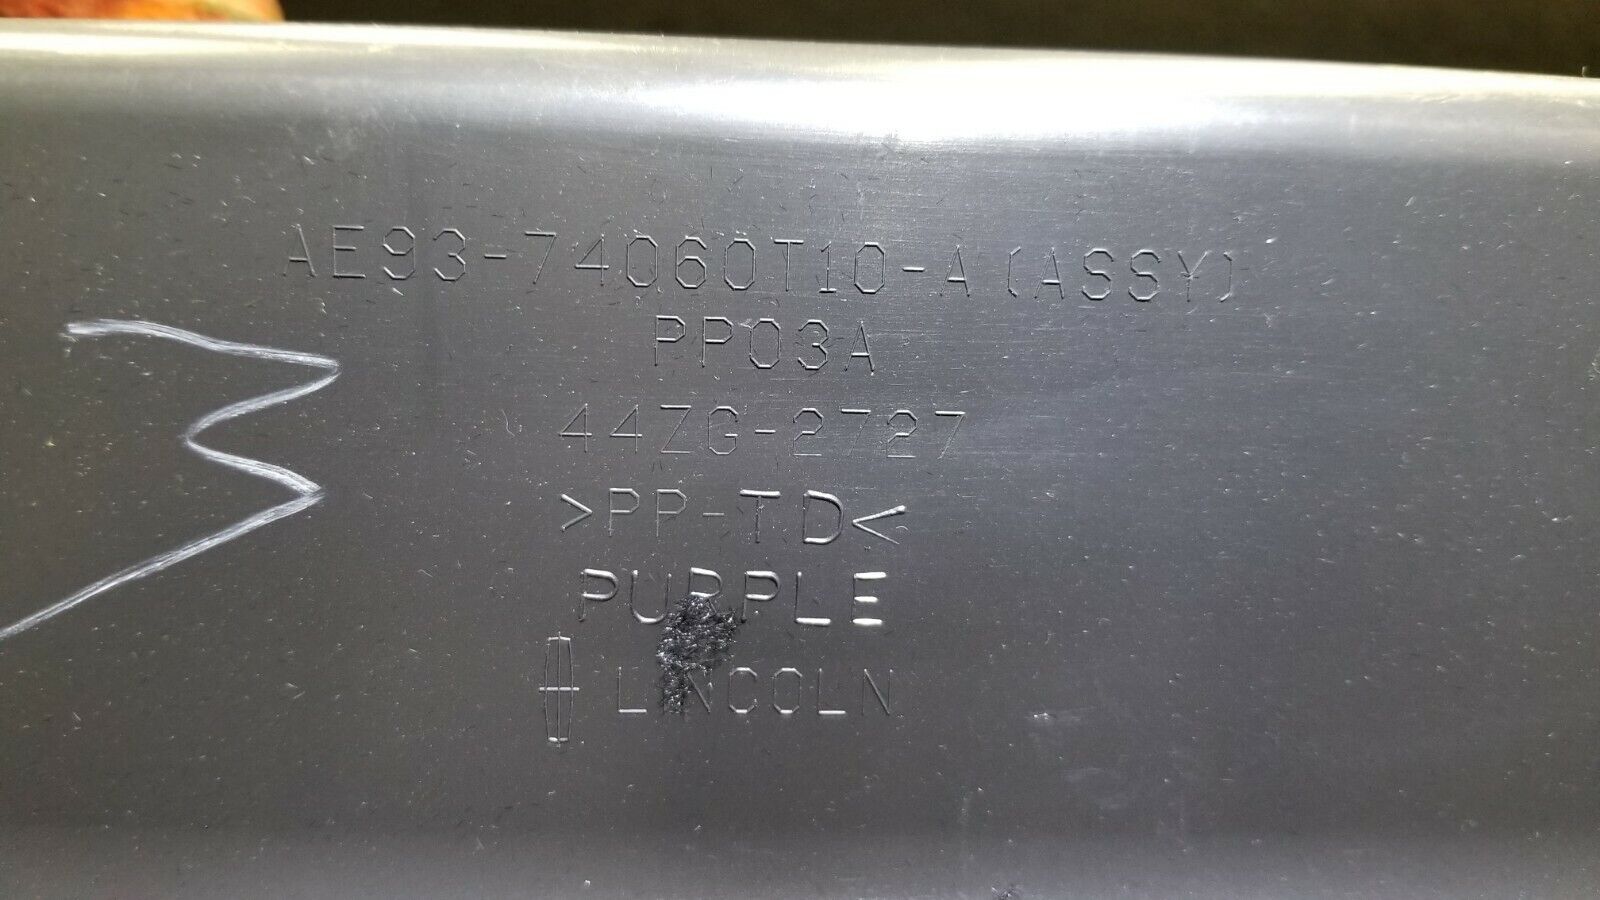 AE93-74060T10-A (ASSY)
PP03A
44ZG-2727
>PP-TD<
PURPLE
LINCOLN